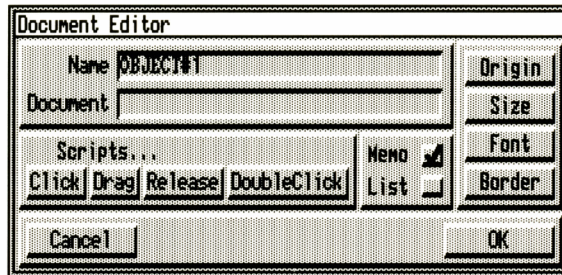 Document Editor
Name OBJECT#1
Document
Origin
Size
Font
Border
Scripts...
Click Drag Release DoubleClick
Memo
List
Cancel
OK